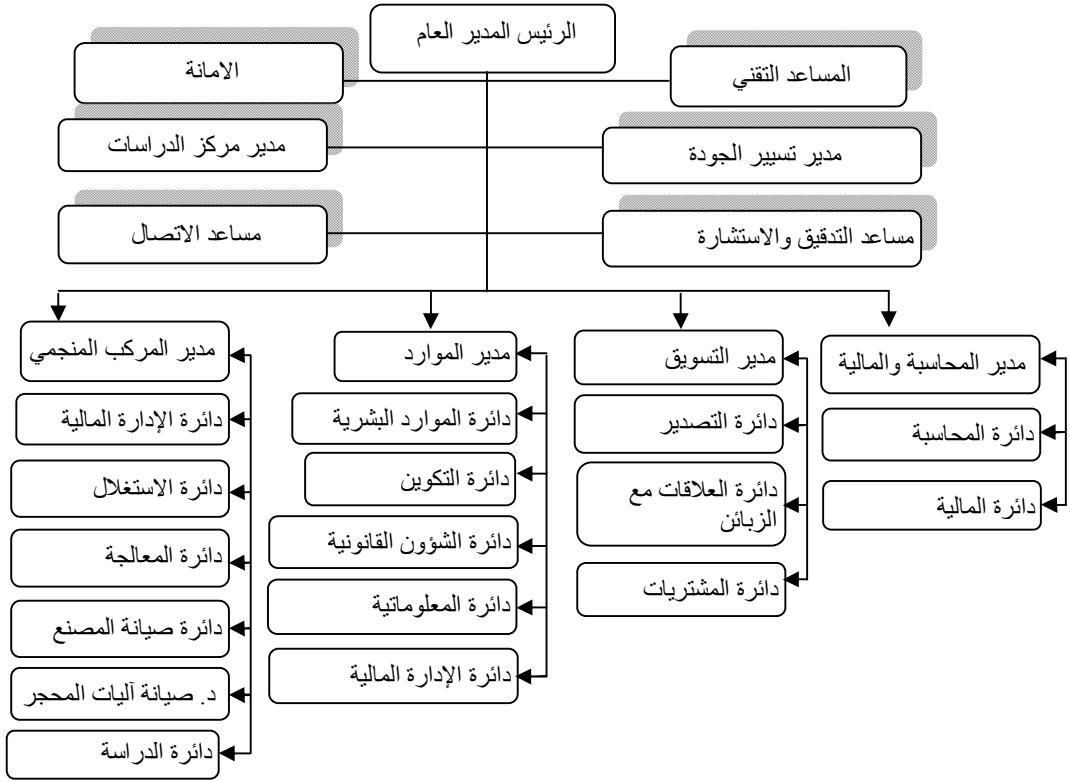 الرئيس المدير العام
المساعد التقني
الامانة
مدير تسيير الجودة
مدير مركز الدراسات
مساعد التدقيق والاستشارة
مساعد الاتصال
مدير المحاسبة والمالية
دائرة المحاسبة
دائرة المالية
مدير التسويق
دائرة التصدير
دائرة العلاقات مع
الزبائن
دائرة المشتريات
مدير الموارد
دائرة الموارد البشرية
دائرة التكوين
دائرة الشؤون القانونية
دائرة المعلوماتية
دائرة الإدارة المالية
مدير المركب المنجمي
دائرة الإدارة المالية
دائرة الاستغلال
دائرة المعالجة
دائرة صيانة المصنع
د. صيانة آليات المحجر
دائرة الدراسة